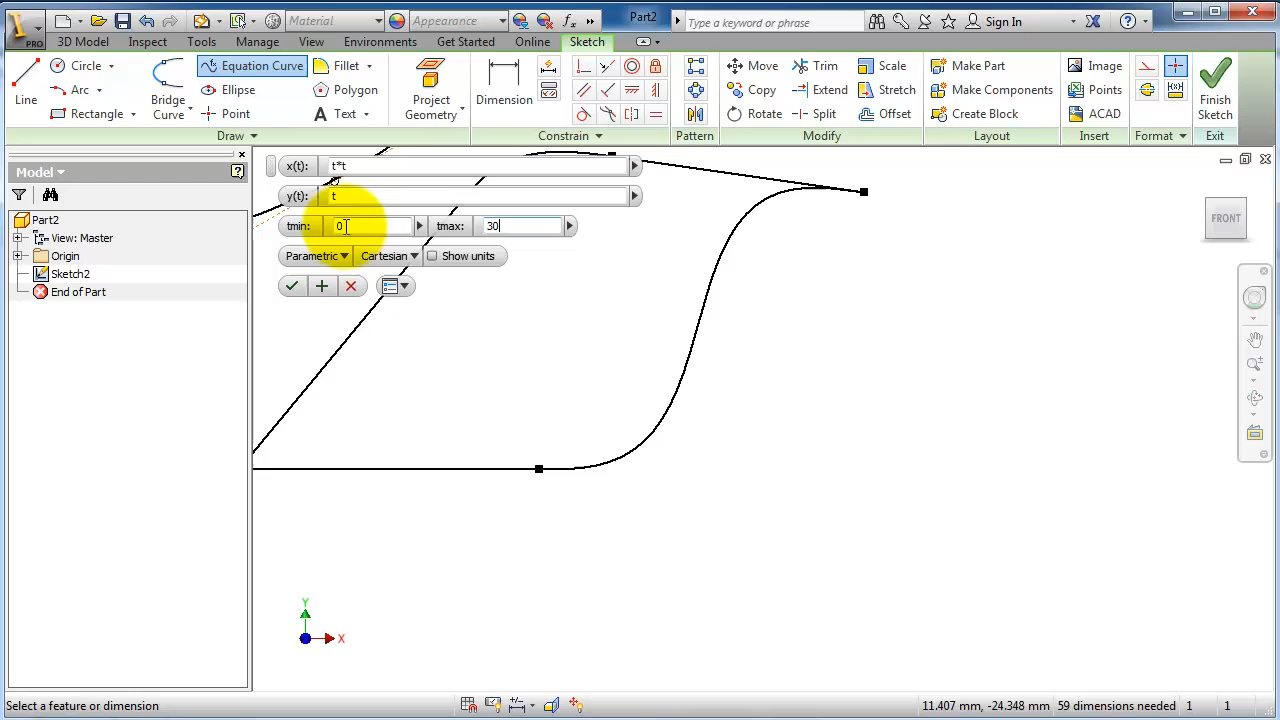 Material
Appearance
Part2
Type a keyword or phrase
Sign In
PRO
3D Model Inspect Tools Manage View Environments Get Started Online Sketch
Line
Circle
Arc
Rectangle
Bridge Curve
Equation Curve
Ellipse
Point
Fillet
Polygon
Text
Project Geometry
Dimension
Move
Copy
Rotate
Trim
Extend
Split
Scale
Stretch
Offset
Make Part
Make Components
Create Block
Image
Points
ACAD
Finish Sketch
Draw
Constrain
Pattern
Modify
Layout
Insert
Format
Exit
Model
Part2
View: Master
Origin
Sketch2
End of Part
x(t): t*t
y(t): t
tmin: 0 tmax: 30
Parametric Cartesian Show units
FRONT
Y
X
Select a feature or dimension
11.407 mm, -24.348 mm 59 dimensions needed 1 1